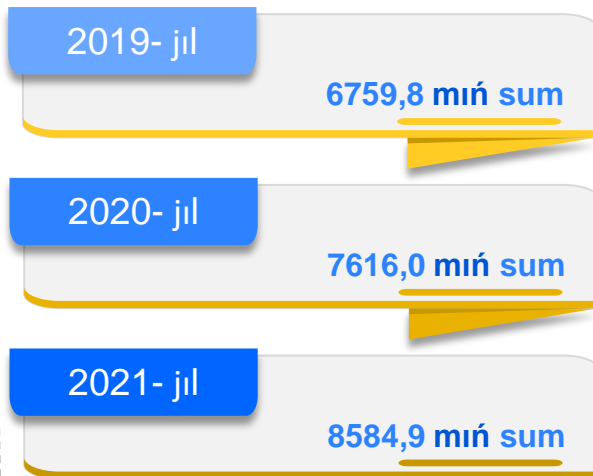 2019- jıl
6759,8 mıń sum
2020- jıl
7616,0 mıń sum
2021- jıl
8584,9 mıń sum